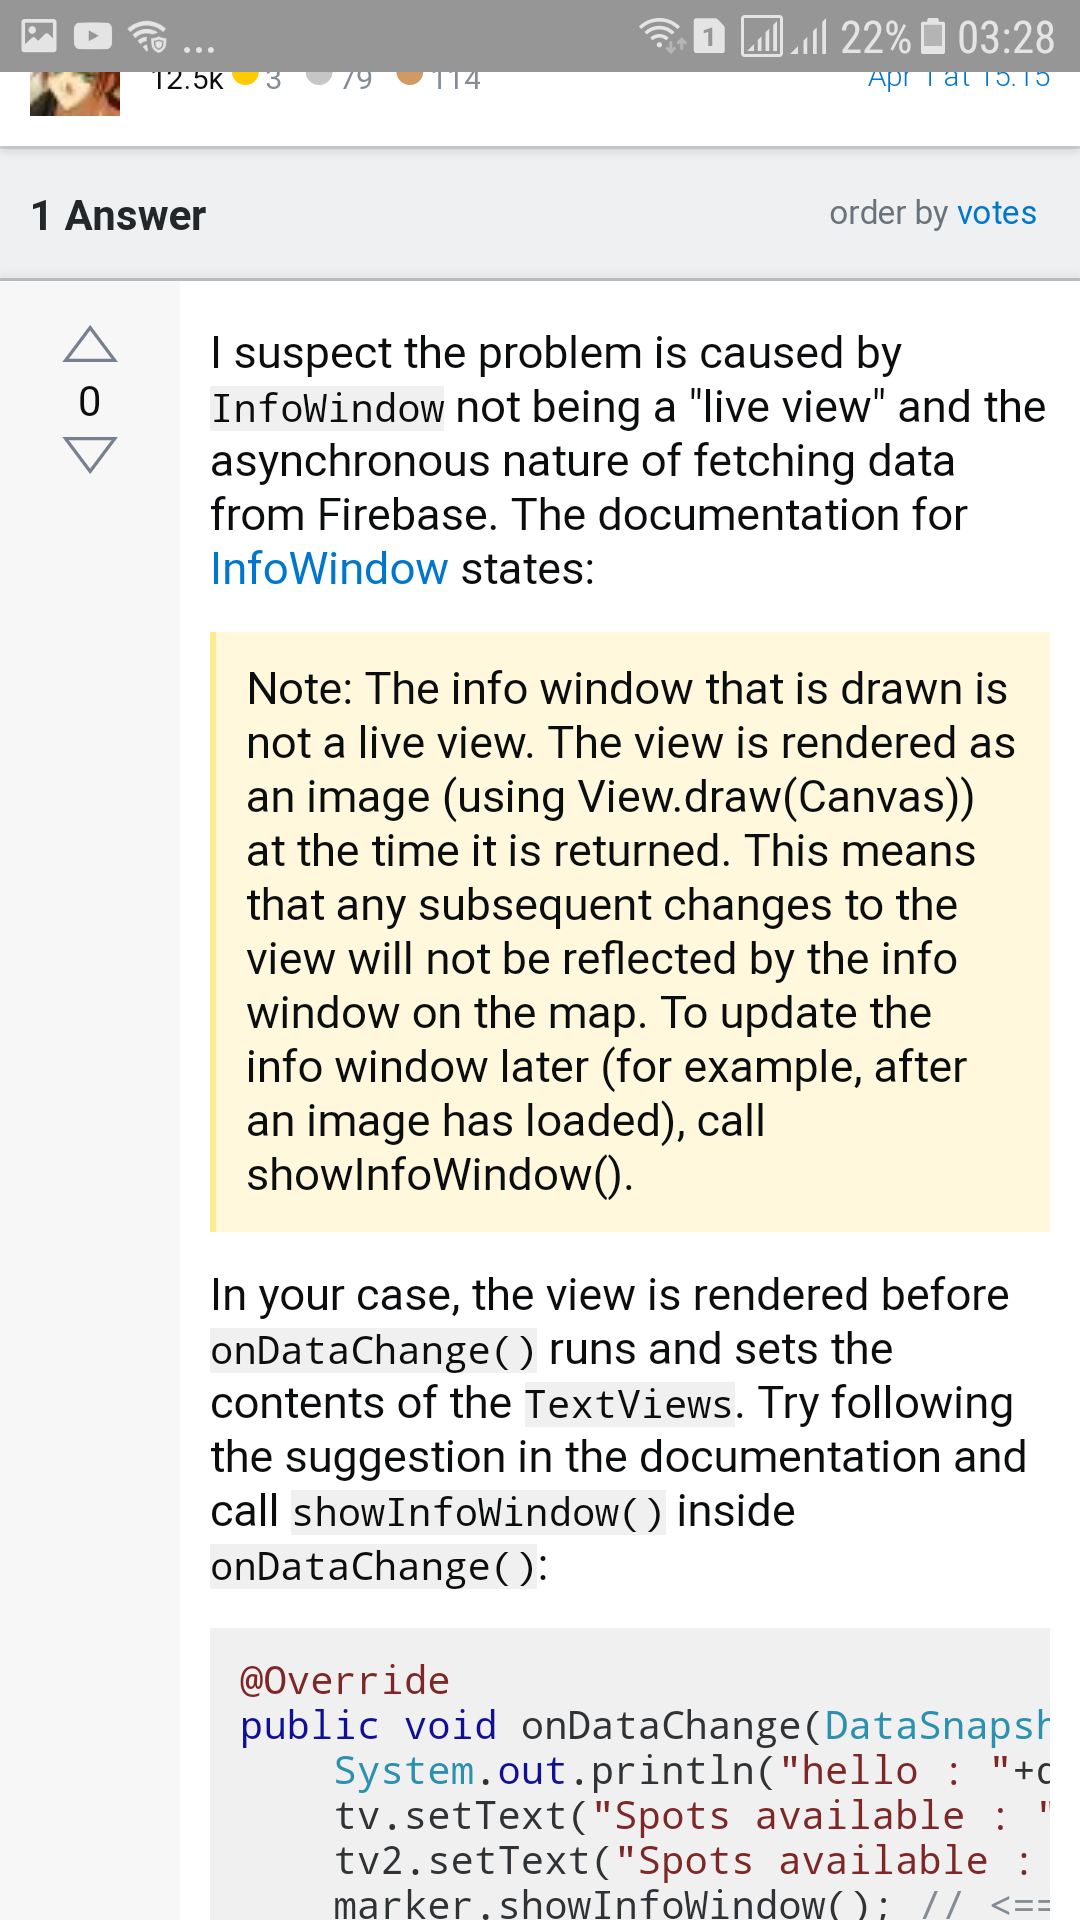 1 22% 03:28
12.5k 3 79 114 Apr 1 at 15:15
1 Answer order by votes
0
I suspect the problem is caused by
InfoWindow not being a "live view" and the
asynchronous nature of fetching data
from Firebase. The documentation for
InfoWindow states:
Note: The info window that is drawn is
not a live view. The view is rendered as
an image (using View.draw(Canvas))
at the time it is returned. This means
that any subsequent changes to the
view will not be reflected by the info
window on the map. To update the
info window later (for example, after
an image has loaded), call
showInfoWindow().
In your case, the view is rendered before
onDataChange() runs and sets the
contents of the TextViews. Try following
the suggestion in the documentation and
call showInfoWindow() inside
onDataChange():
@Override
public void onDataChange(DataSnapsh
System.out.println("hello : "+d
tv.setText("Spots available : "
tv2.setText("Spots available :
marker.showInfoWindow(); // <==